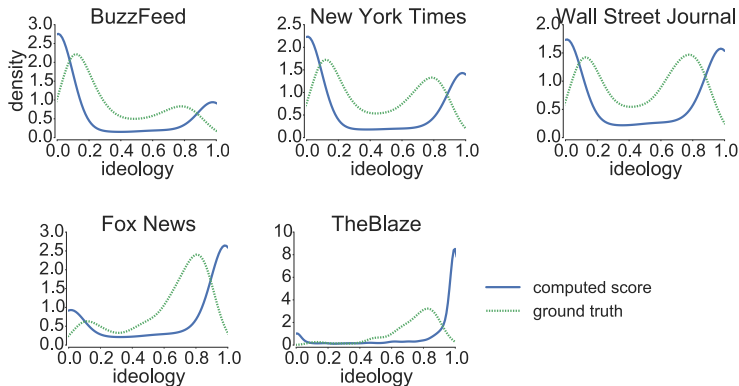 BuzzFeed
3.0
2.5
2.0
1.5
1.0
0.5
0.0
density
0.0 0.2 0.4 0.6 0.8 1.0
ideology
New York Times
2.5
2.0
1.5
1.0
0.5
0.0
0.0 0.2 0.4 0.6 0.8 1.0
ideology
Wall Street Journal
2.0
1.5
1.0
0.5
0.0
0.0 0.2 0.4 0.6 0.8 1.0
ideology
Fox News
3.0
2.5
2.0
1.5
1.0
0.5
0.0
0.0 0.2 0.4 0.6 0.8 1.0
ideology
TheBlaze
10
8
6
4
2
0
0.0 0.2 0.4 0.6 0.8 1.0
ideology
computed score
ground truth